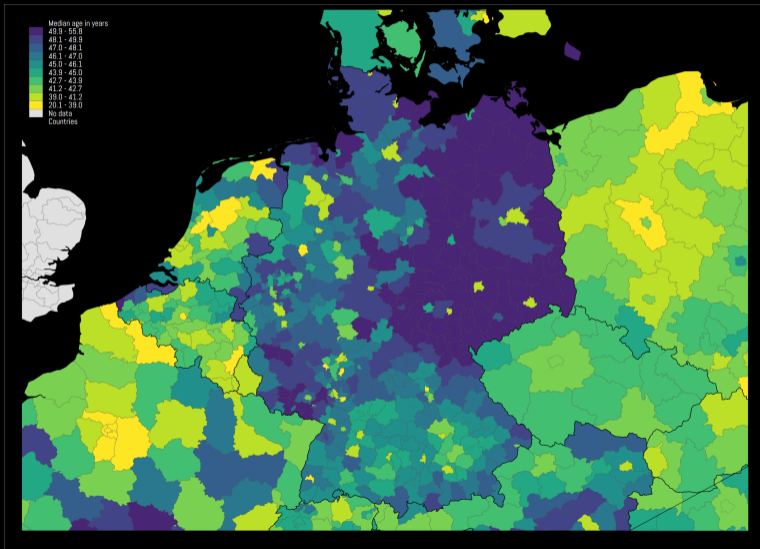 Median age in years
49.9 - 55.8
48.1 - 49.9
47.0 - 48.1
46.1 - 47.0
45.0 - 46.1
43.9 - 45.0
42.7 - 43.9
41.2 - 42.7
39.0 - 41.2
20.1 - 39.0
No data
Countries